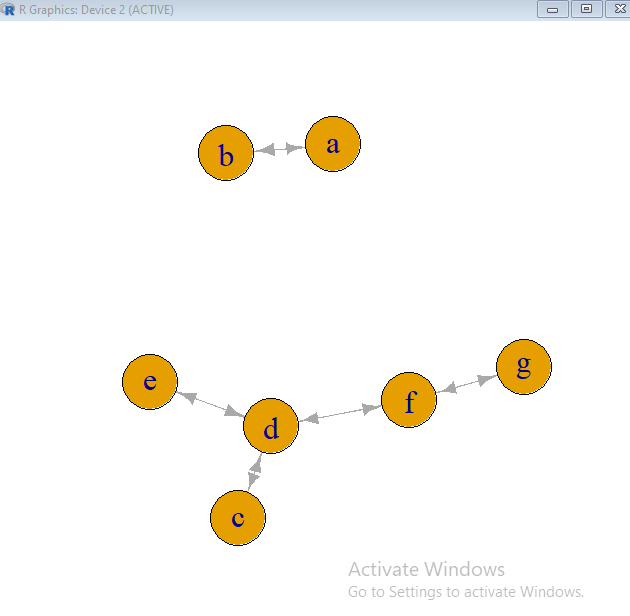 R Graphics: Device 2 (ACTIVE)
b a
e
d
f
g
c
Activate Windows
Go to Settings to activate Windows.